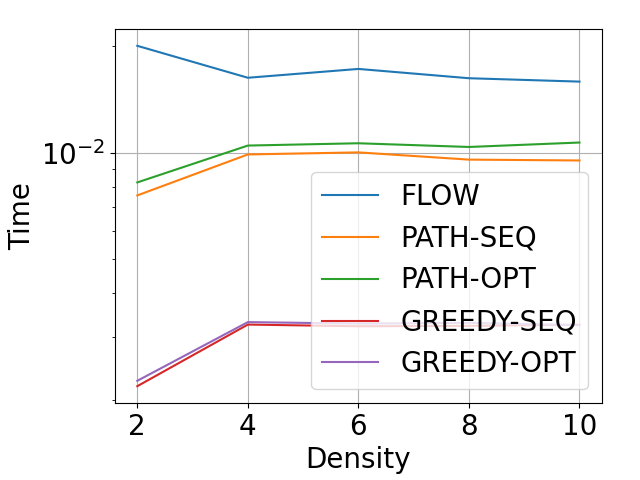 Time
10⁻²
FLOW
PATH-SEQ
PATH-OPT
GREEDY-SEQ
GREEDY-OPT
2 4 6 8 10
Density